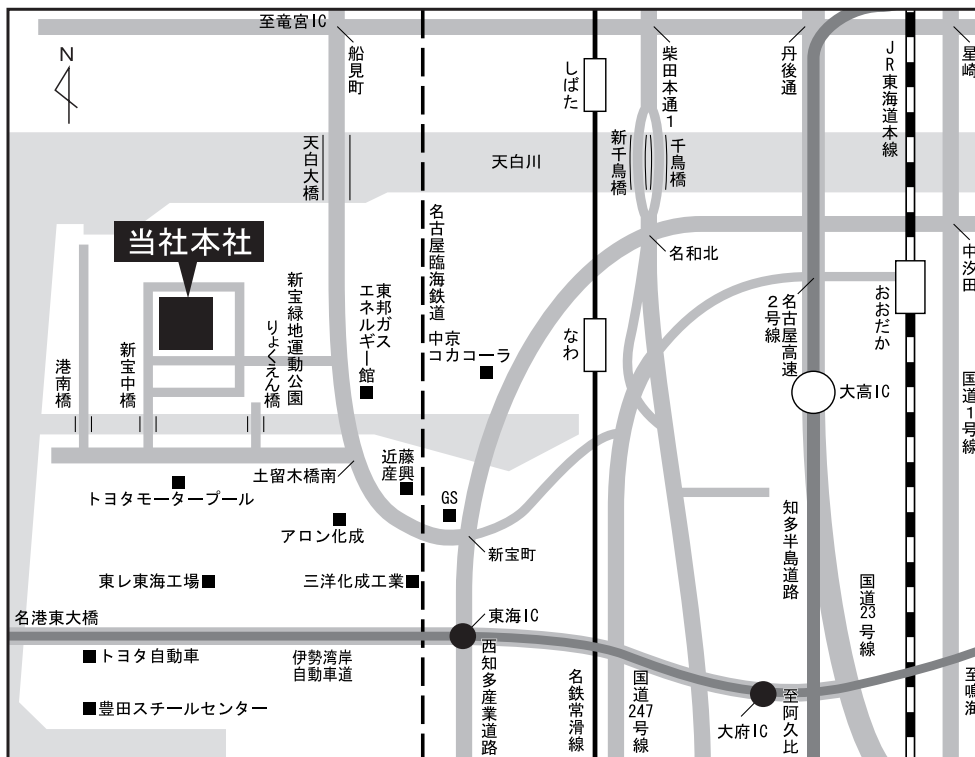 至竜宮IC
N
船見町
しばた
柴田本通1
丹後通
JR東海道本線
星崎
天白大橋
天白川
新千鳥橋
千鳥橋
当社本社
名古屋臨海鉄道
名和北
中汐田
新宝緑地運動公園
りょくえん橋
東邦ガス
エネルギー館
中京
コカコーラ
なわ
名古屋高速
2号線
おおだか
港南橋
新宝中橋
大高IC
国道1号線
土留木橋南
近藤
産興
トヨタモータープール
GS
アロン化成
新宝町
知多半島道路
東レ東海工場
三洋化成工業
国道23号線
名港東大橋
東海IC
トヨタ自動車
伊勢湾岸
自動車道
西知多産業道路
名鉄常滑線
国道247号線
大府IC
至阿久比
至鳴海
豊田スチールセンター